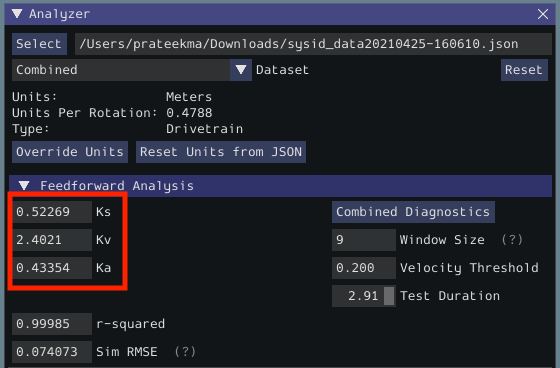 Analyzer
Select /Users/prateekma/Downloads/sysid_data20210425-160610.json
Combined Dataset Reset
Units: Meters
Units Per Rotation: 0.4788
Type: Drivetrain
Override Units Reset Units from JSON
Feedforward Analysis
0.52269 Ks Combined Diagnostics
2.4021 Kv 9 Window Size (?)
0.43354 Ka 0.200 Velocity Threshold
2.91 Test Duration
0.99985 r-squared
0.074073 Sim RMSE (?)